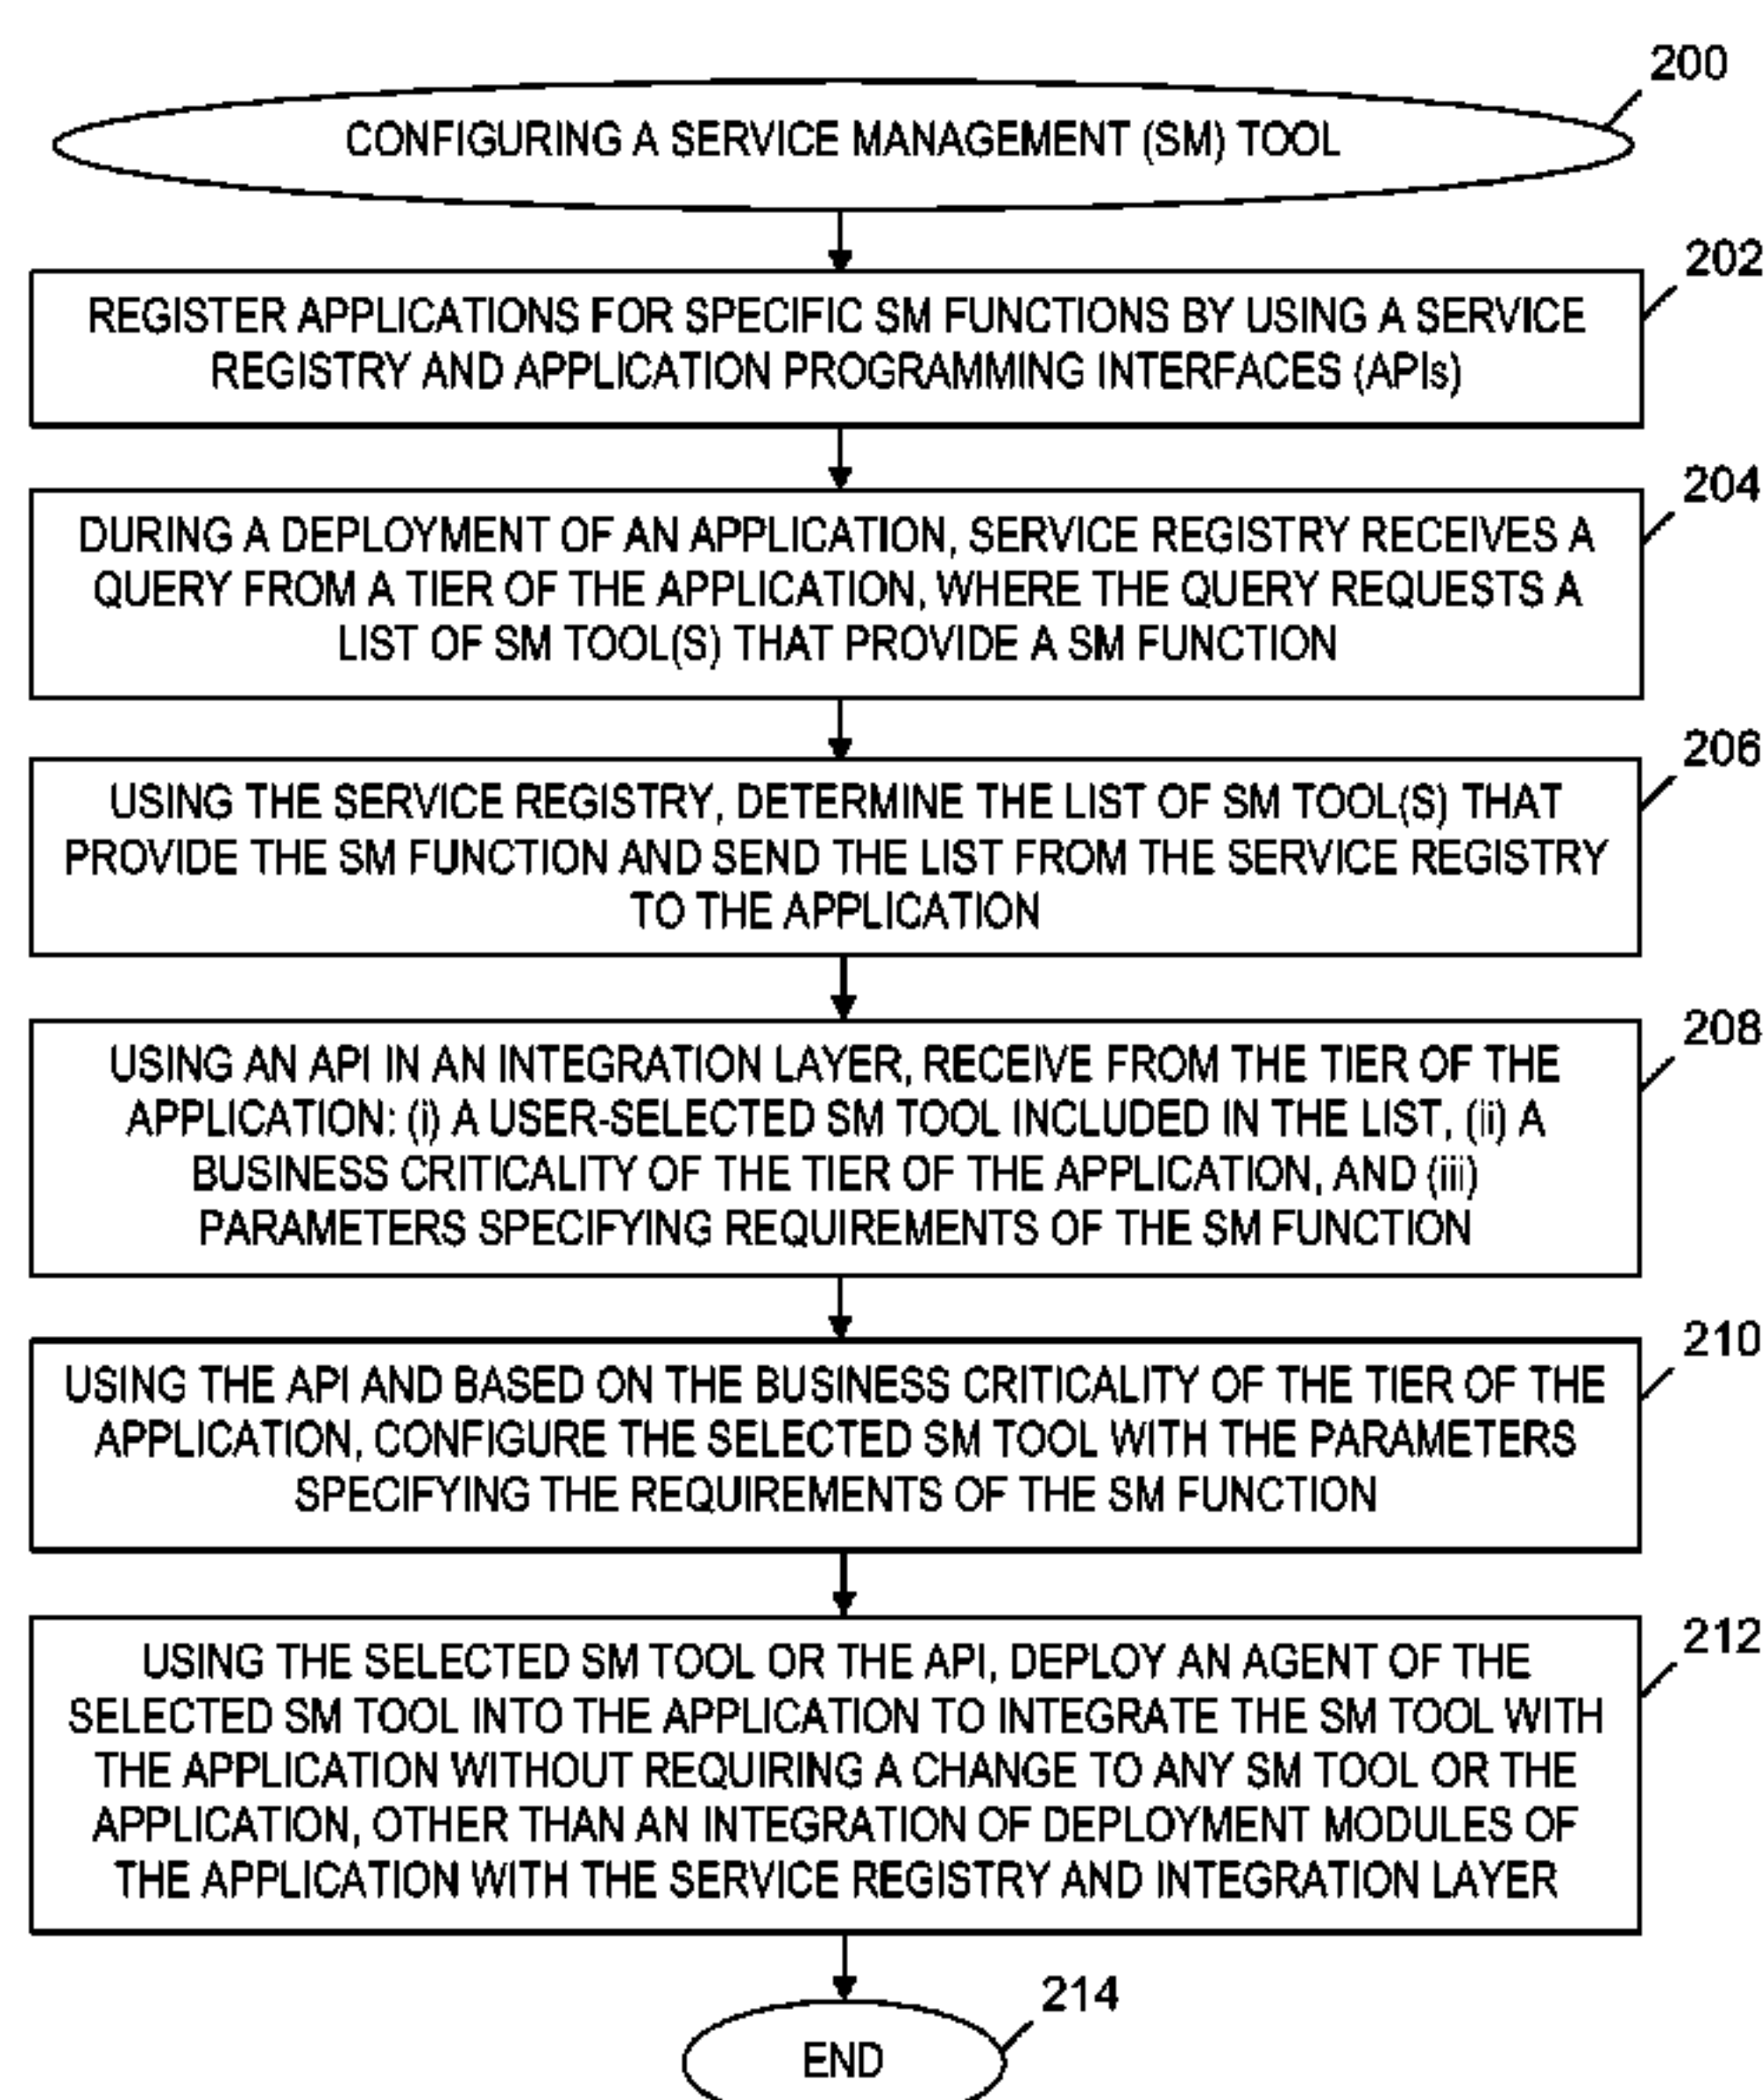 200
CONFIGURING A SERVICE MANAGEMENT (SM) TOOL
202
REGISTER APPLICATIONS FOR SPECIFIC SM FUNCTIONS BY USING A SERVICE
REGISTRY AND APPLICATION PROGRAMMING INTERFACES (APIs)
204
DURING A DEPLOYMENT OF AN APPLICATION, SERVICE REGISTRY RECEIVES A
QUERY FROM A TIER OF THE APPLICATION, WHERE THE QUERY REQUESTS A
LIST OF SM TOOL(S) THAT PROVIDE A SM FUNCTION
206
USING THE SERVICE REGISTRY, DETERMINE THE LIST OF SM TOOL(S) THAT
PROVIDE THE SM FUNCTION AND SEND THE LIST FROM THE SERVICE REGISTRY
TO THE APPLICATION
208
USING AN API IN AN INTEGRATION LAYER, RECEIVE FROM THE TIER OF THE
APPLICATION: (i) A USER-SELECTED SM TOOL INCLUDED IN THE LIST, (ii) A
BUSINESS CRITICALITY OF THE TIER OF THE APPLICATION, AND (iii)
PARAMETERS SPECIFYING REQUIREMENTS OF THE SM FUNCTION
210
USING THE API AND BASED ON THE BUSINESS CRITICALITY OF THE TIER OF THE
APPLICATION, CONFIGURE THE SELECTED SM TOOL WITH THE PARAMETERS
SPECIFYING THE REQUIREMENTS OF THE SM FUNCTION
212
USING THE SELECTED SM TOOL OR THE API, DEPLOY AN AGENT OF THE
SELECTED SM TOOL INTO THE APPLICATION TO INTEGRATE THE SM TOOL WITH
THE APPLICATION WITHOUT REQUIRING A CHANGE TO ANY SM TOOL OR THE
APPLICATION, OTHER THAN AN INTEGRATION OF DEPLOYMENT MODULES OF
THE APPLICATION WITH THE SERVICE REGISTRY AND INTEGRATION LAYER
214
END